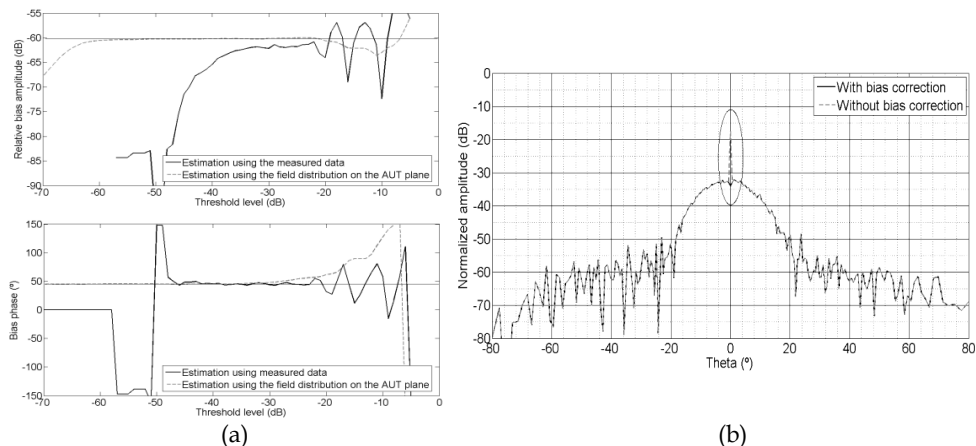 -55
-60
-65
-70
-75
-80
-85
-90
Relative bias amplitude (dB)
Estimation using the measured data
Estimation using the field distribution on the AUT plane
-70 -60 -50 -40 -30 -20 -10 0
Threshold level (dB)
150
100
50
0
-50
-100
-150
Bias phase (º)
Estimation using measured data
Estimation using the field distribution on the AUT plane
-70 -60 -50 -40 -30 -20 -10 0
Threshold level (dB)
(a)
0
-10
-20
-30
-40
-50
-60
-70
-80
Normalized amplitude (dB)
With bias correction
Without bias correction
-80 -60 -40 -20 0 20 40 60 80
Theta (º)
(b)